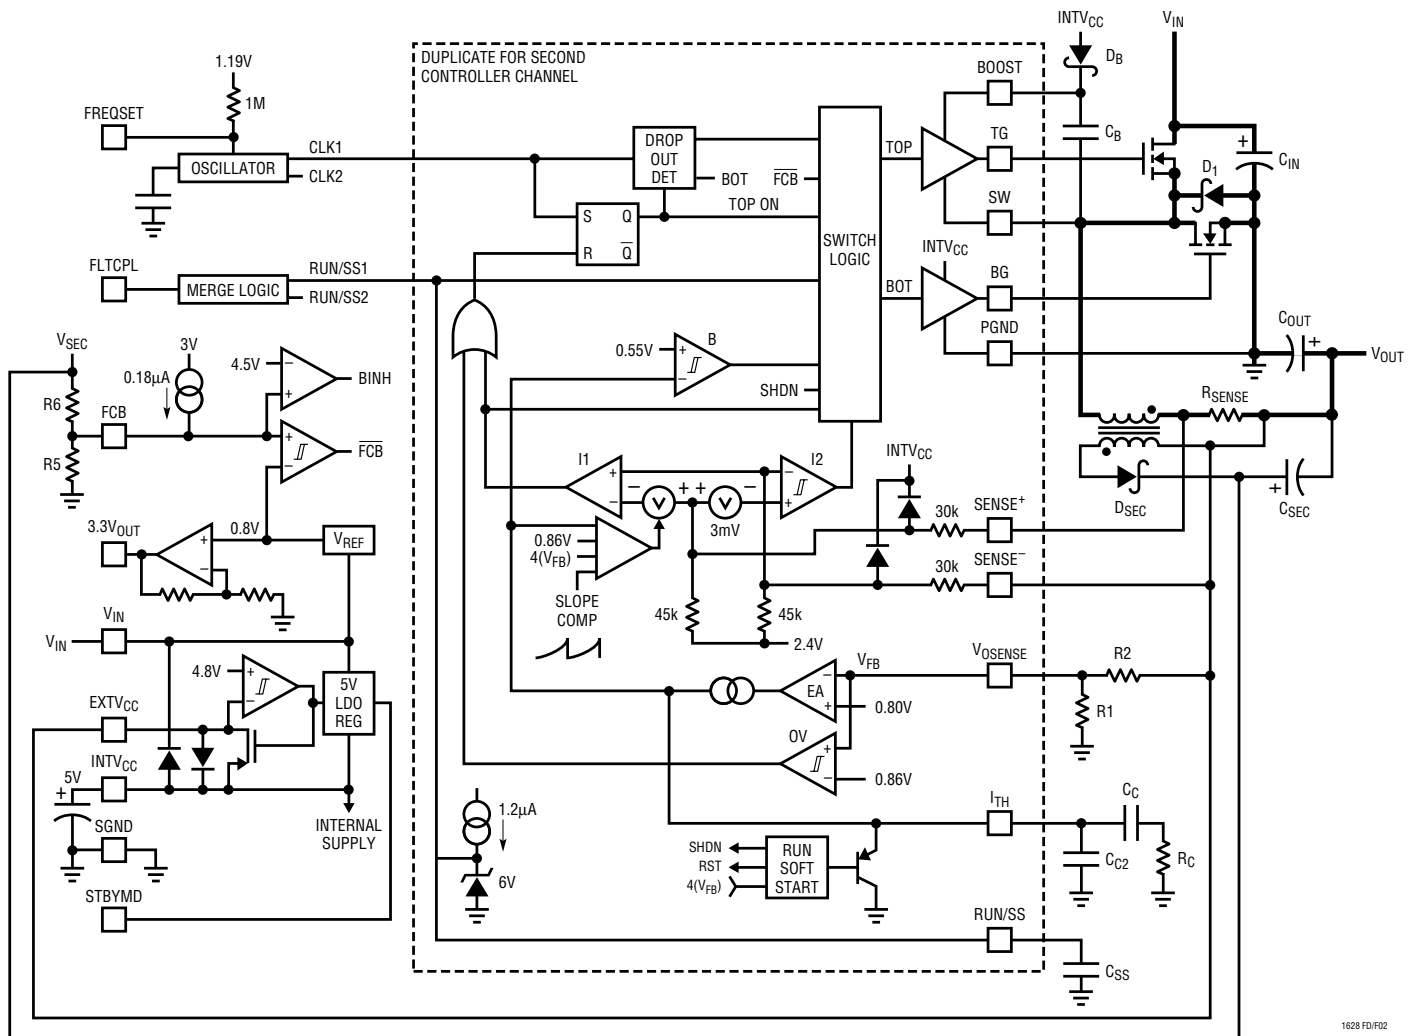 DUPLICATE FOR SECOND
CONTROLLER CHANNEL
INTVCC
VIN
DB
BOOST
1.19V
1M
FREQSET
OSCILLATOR
CLK1
CLK2
DROP
OUT
DET
BOT
FCB
TOP ON
S
Q
R
Q
SWITCH
LOGIC
TOP
TG
CB
D1
CIN
+
SW
INTVCC
BOT
BG
PGND
COUT
+
VOUT
FLTCPL
MERGE LOGIC
RUN/SS1
RUN/SS2
VSEC
3V
0.18µA
4.5V
−
+
BINH
R6
FCB
+
−
FCB
R5
0.55V
+
−
B
SHDN
RSENSE
DSEC
+
CSEC
I1
+
−
−
V
+
+
V
−
3mV
−
+
I2
INTVCC
30k
SENSE+
30k
SENSE−
0.86V
4(VFB)
SLOPE
COMP
45k
45k
2.4V
3.3VOUT
+
−
0.8V
VREF
VIN
VIN
4.8V
+
−
5V
LDO
REG
EXTVCC
INTVCC
5V
+
SGND
STBYMD
INTERNAL
SUPPLY
VFB
−
EA
+
0.80V
OV
+
−
0.86V
VOSENSE
R2
R1
1.2µA
6V
SHDN
RST
4(VFB)
RUN
SOFT
START
ITH
CC
CC2
RC
RUN/SS
CSS
1628 FD/F02